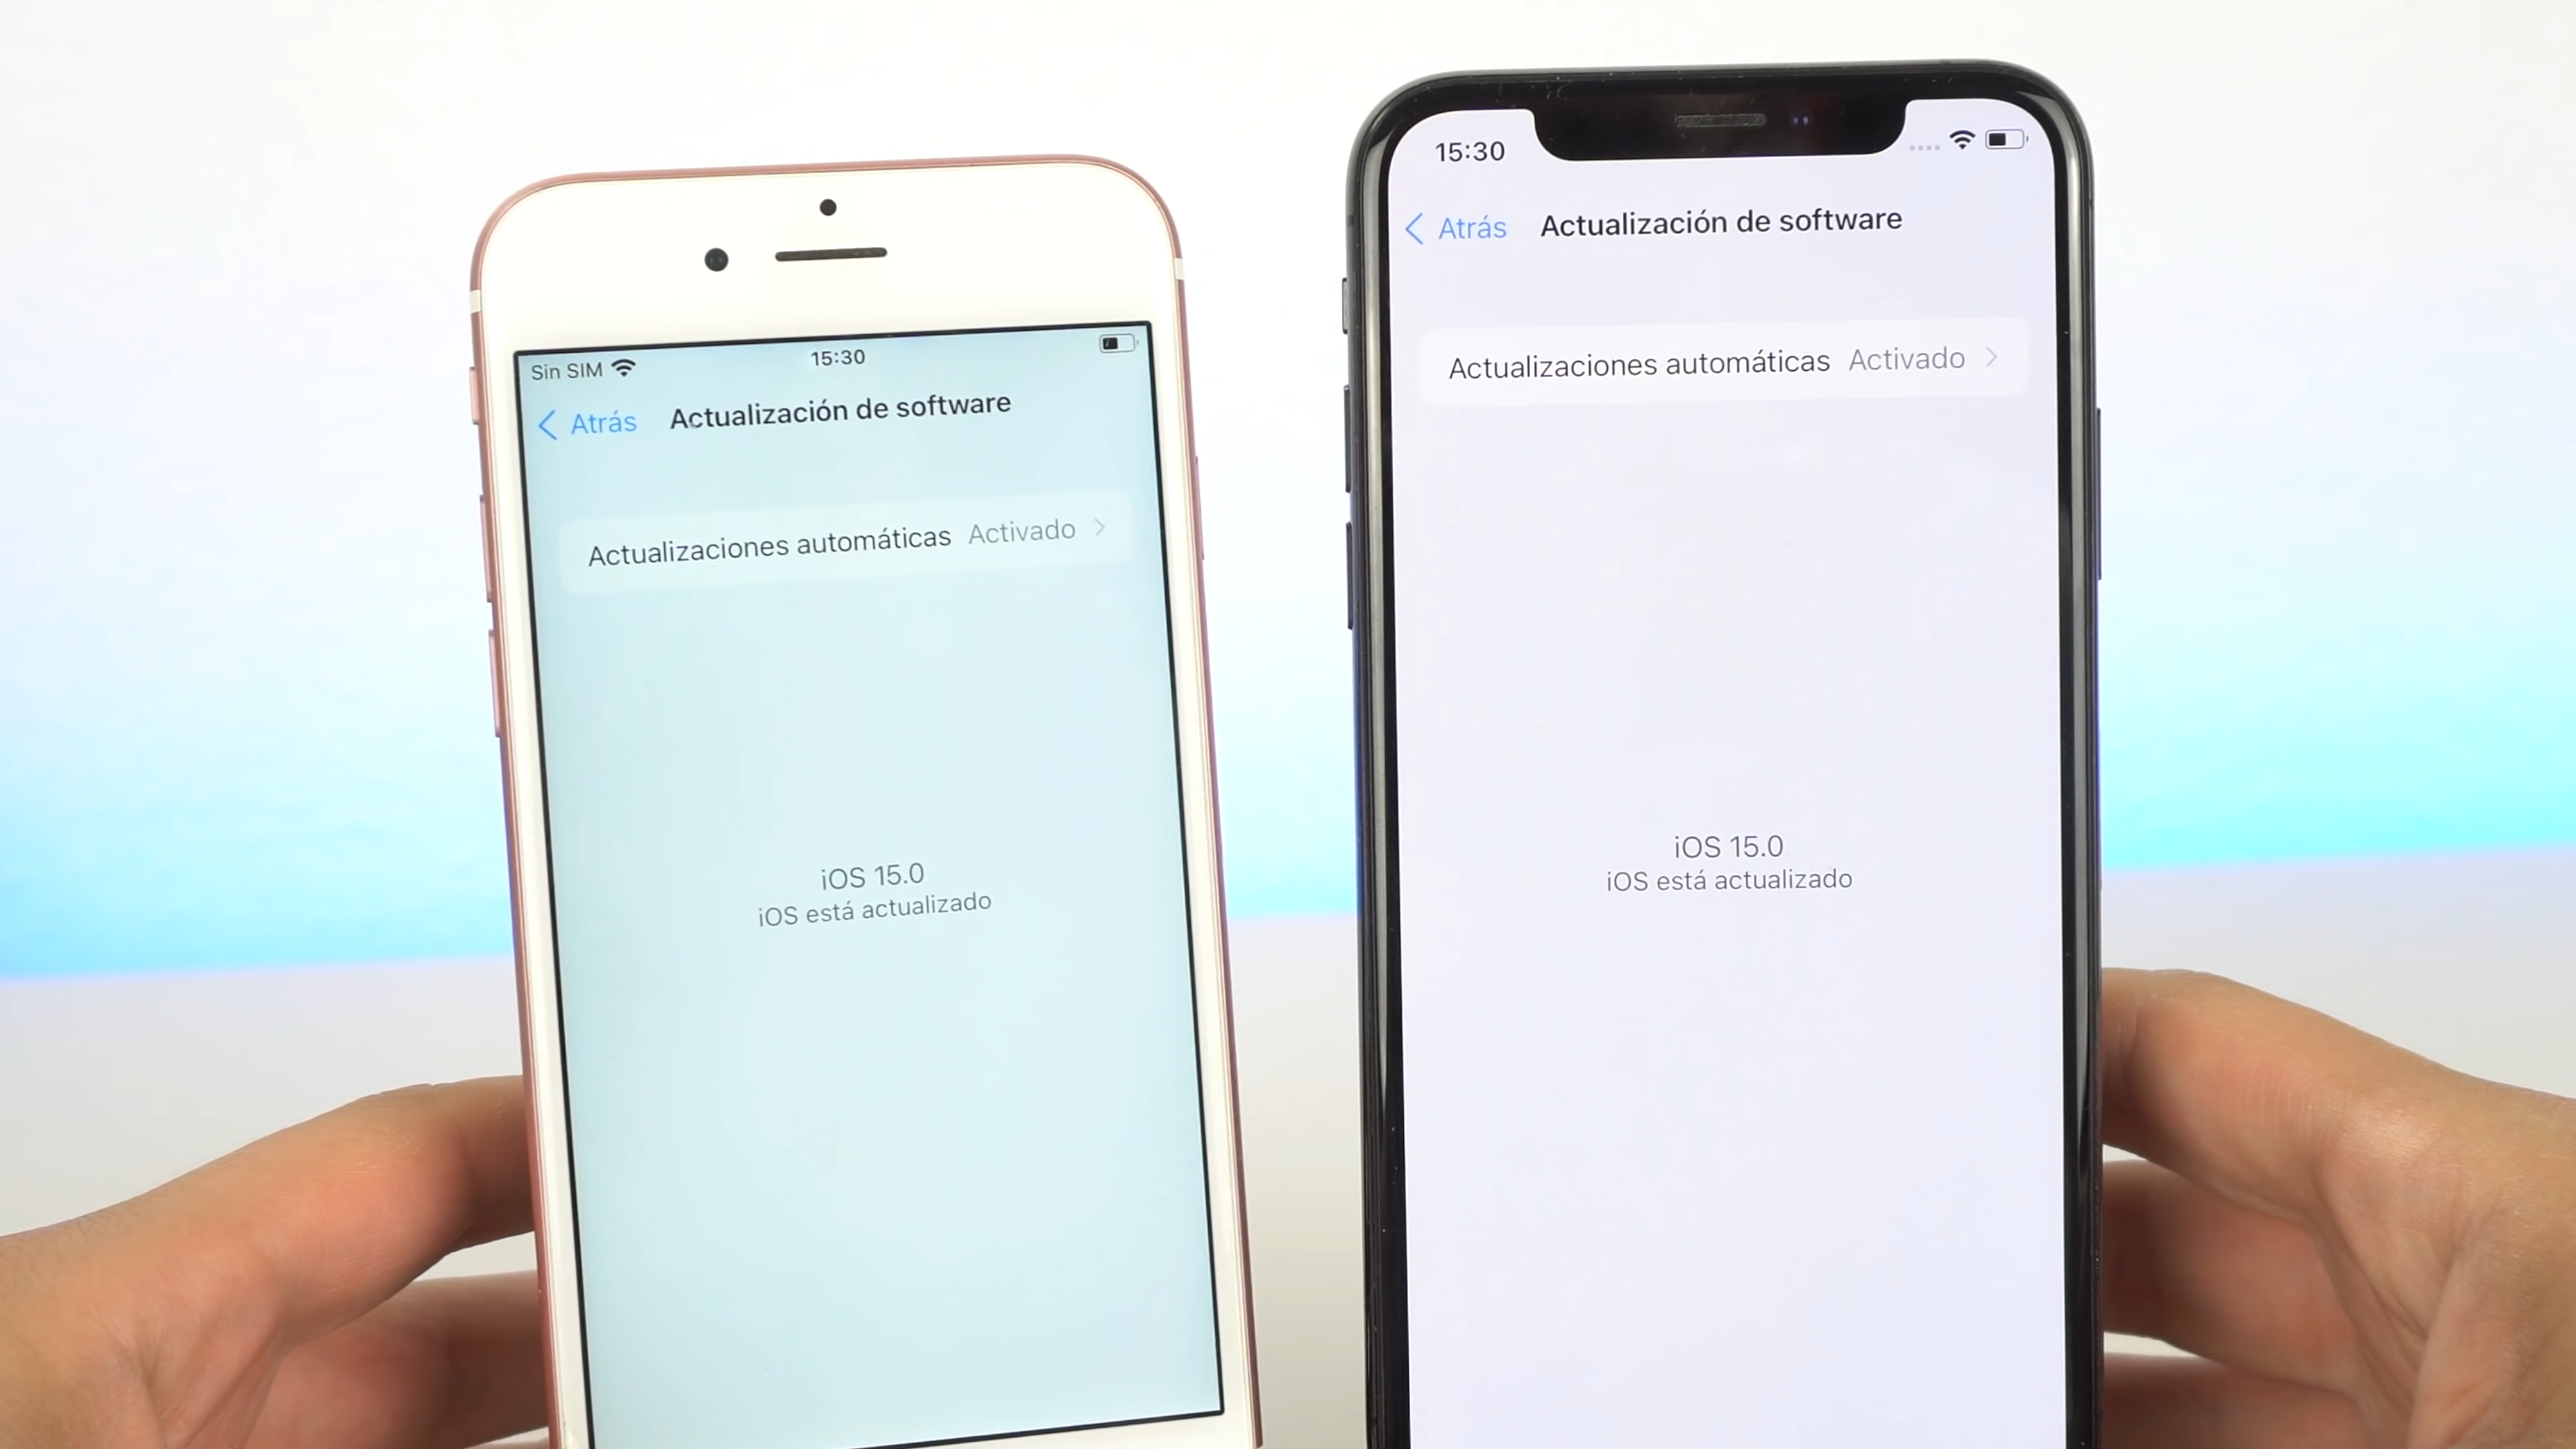 Sin SIM 15:30
Atrás Actualización de software
Actualizaciones automáticas Activado
iOS 15.0
iOS está actualizado
15:30
Atrás Actualización de software
Actualizaciones automáticas Activado
iOS 15.0
iOS está actualizado